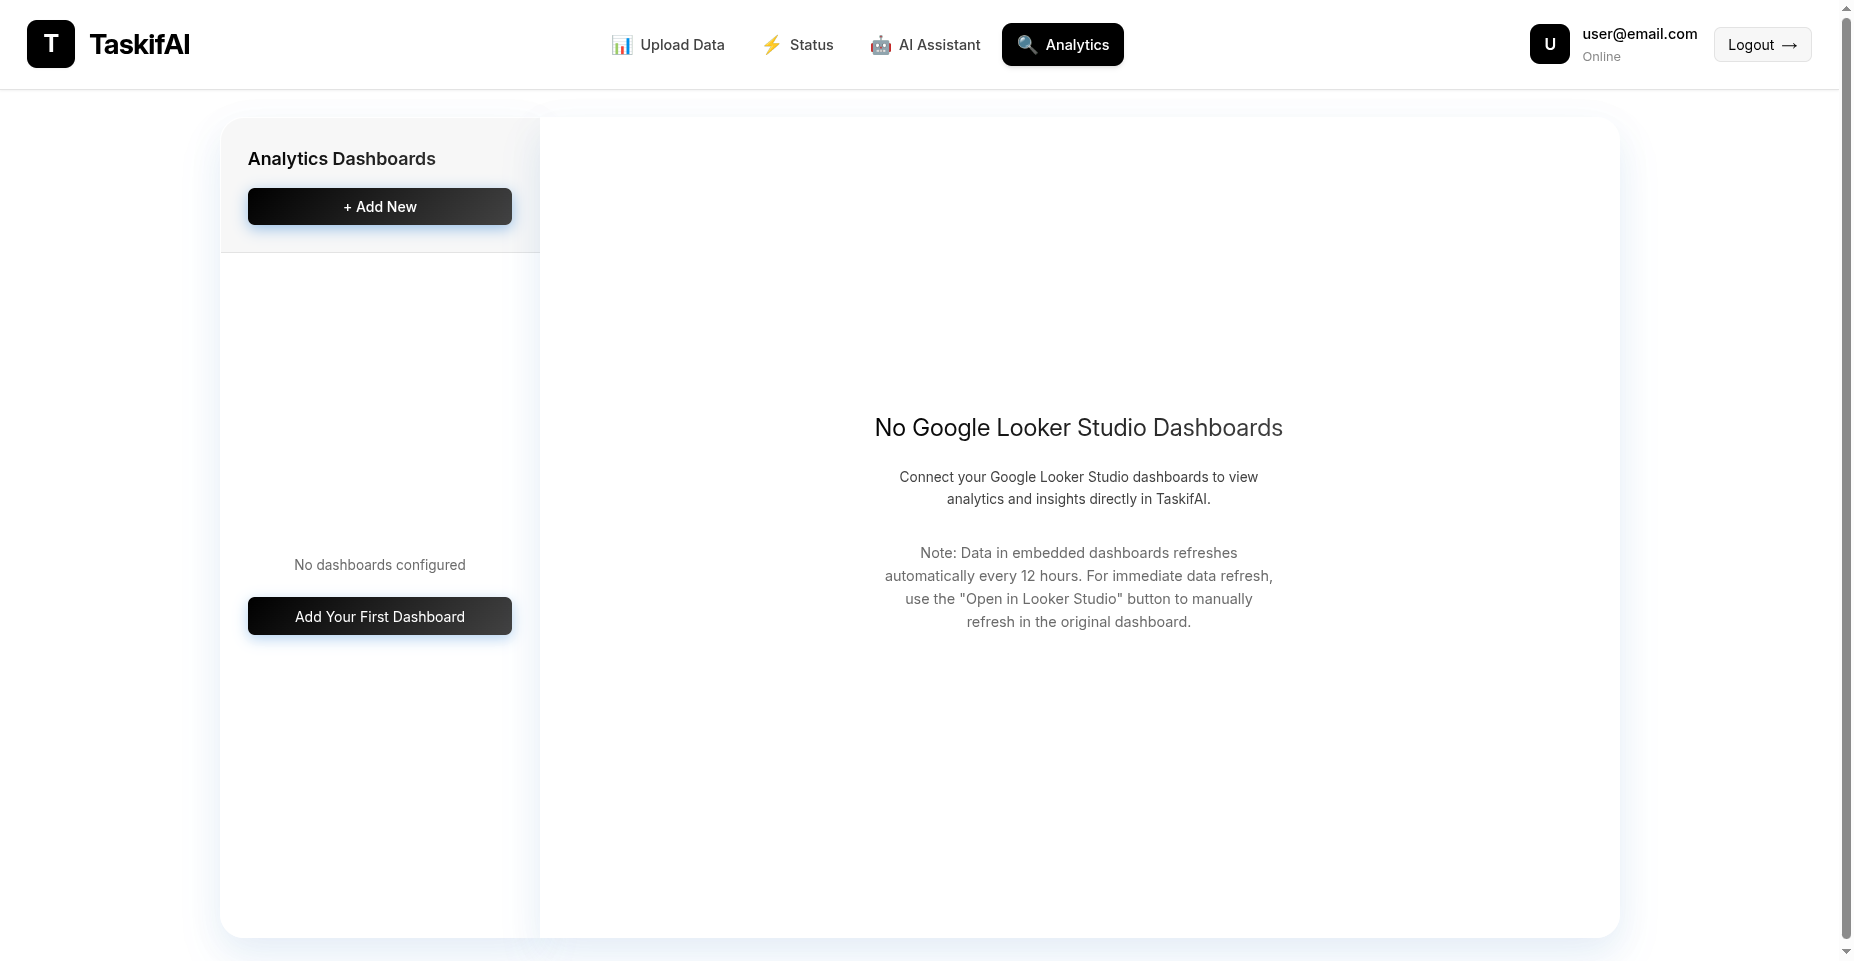 T
TaskifAI
Upload Data
Status
AI Assistant
Analytics
U
user@email.com
Online
Logout →
Analytics Dashboards
+ Add New
No dashboards configured
Add Your First Dashboard
No Google Looker Studio Dashboards
Connect your Google Looker Studio dashboards to view
analytics and insights directly in TaskifAI.
Note: Data in embedded dashboards refreshes
automatically every 12 hours. For immediate data refresh,
use the "Open in Looker Studio" button to manually
refresh in the original dashboard.